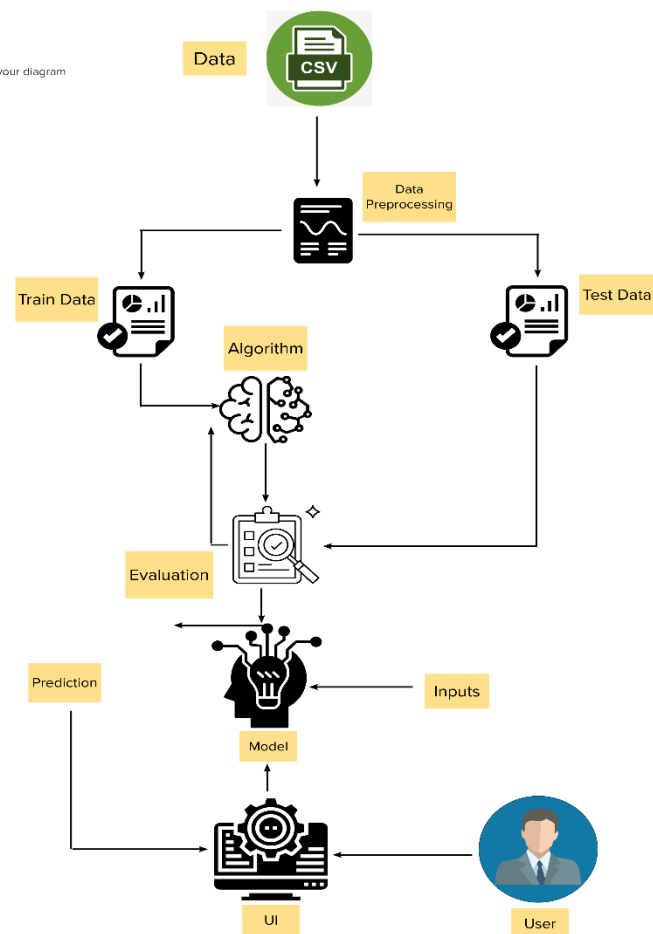 your diagram
Data
CSV
Data
Preprocessing
Train Data
Test Data
Algorithm
Evaluation
Prediction
Inputs
Model
UI
User